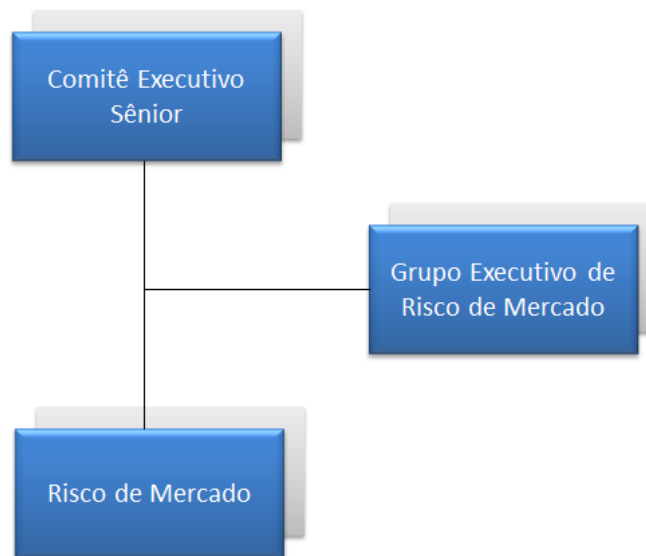 Comitê Executivo
Sênior
Grupo Executivo de
Risco de Mercado
Risco de Mercado